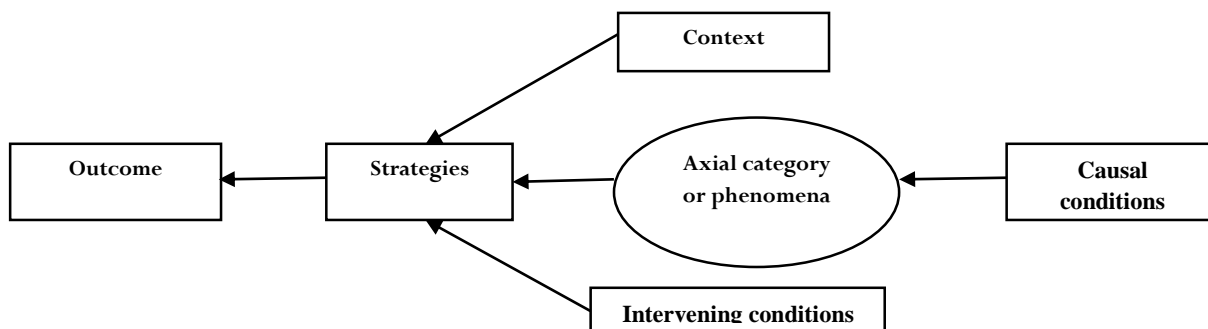 Context
Outcome
Strategies
Axial category
or phenomena
Causal
conditions
Intervening conditions